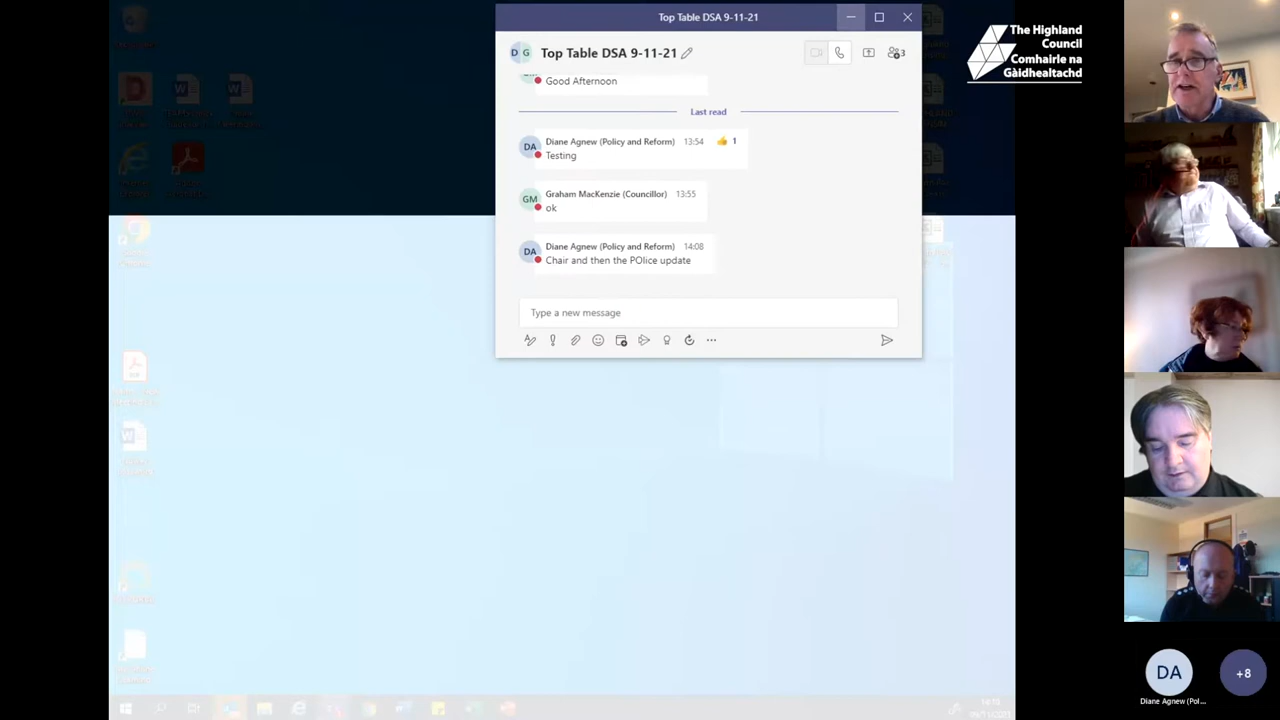 Top Table DSA 9-11-21
D G Top Table DSA 9-11-21
3
Good Afternoon
Last read
DA Diane Agnew (Policy and Reform) 13:54 1
Testing
GM Graham MacKenzie (Councillor) 13:55
ok
DA Diane Agnew (Policy and Reform) 14:08
Chair and then the POlice update
Type a new message
The Highland
Council
Comhairle na
Gàidhealtachd
DA
+8
Diane Agnew (Pol...